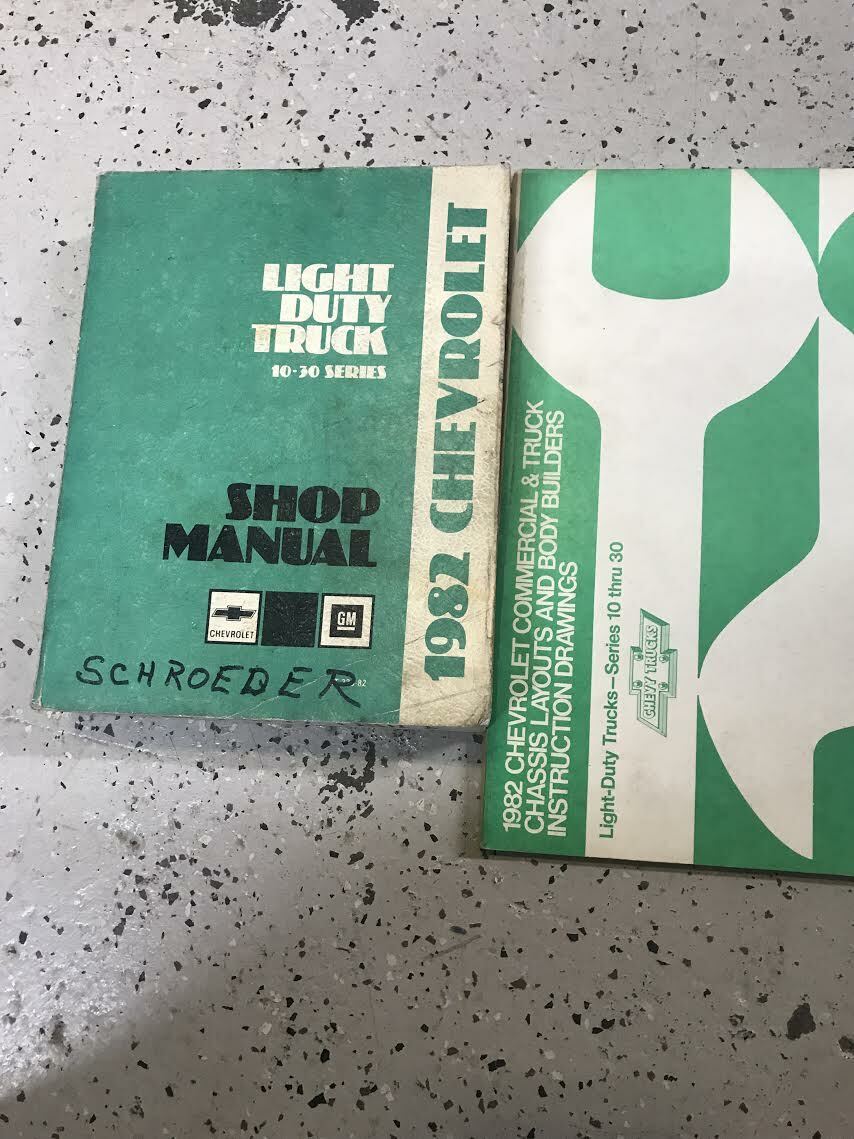 LIGHT
DUTY
TRUCK
10-30 SERIES
SHOP
MANUAL
CHEVROLET
GM
SCHROEDER
82
1982 CHEVROLET
1982 CHEVROLET COMMERCIAL & TRUCK
CHASSIS LAYOUTS AND BODY BUILDERS
INSTRUCTION DRAWINGS
Light-Duty Trucks—Series 10 thru 30
CHEVY TRUCKS